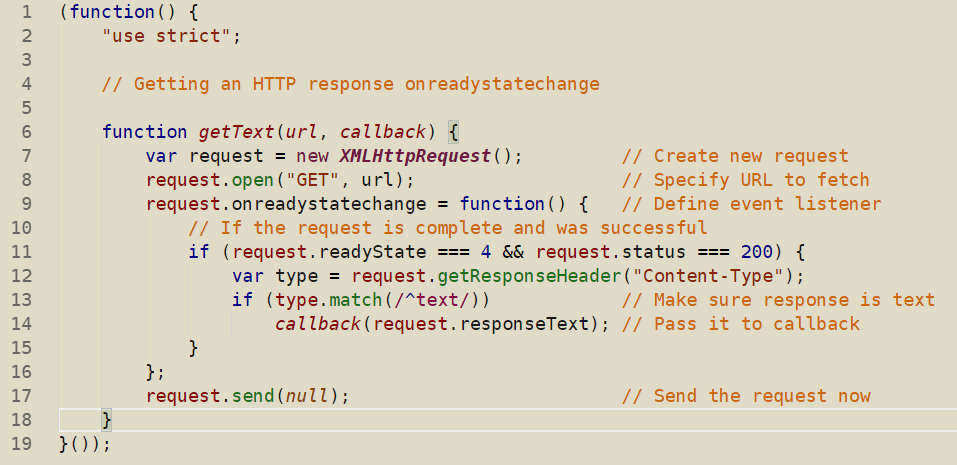 1 (function() {
2     "use strict";
3
4     // Getting an HTTP response onreadystatechange
5
6     function getText(url, callback) {
7         var request = new XMLHttpRequest();         // Create new request
8         request.open("GET", url);                   // Specify URL to fetch
9         request.onreadystatechange = function() {   // Define event listener
10             // If the request is complete and was successful
11             if (request.readyState === 4 && request.status === 200) {
12                 var type = request.getResponseHeader("Content-Type");
13                 if (type.match(/^text/))            // Make sure response is text
14                     callback(request.responseText); // Pass it to callback
15             }
16         };
17         request.send(null);                         // Send the request now
18     }
19 }());